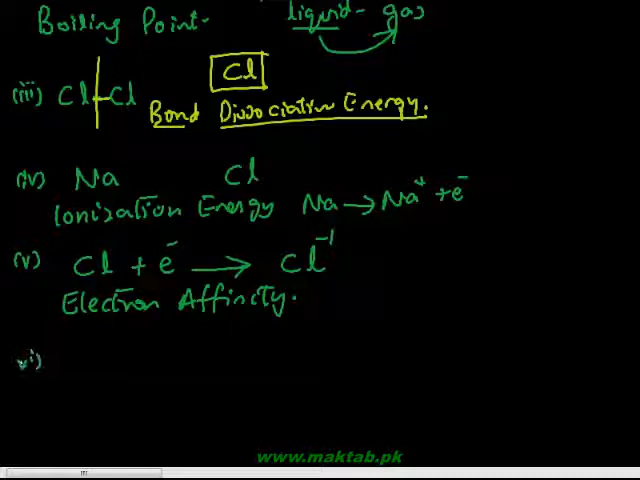 Boiling Point. liquid - gas
(iii) Cl-Cl Cl
Bond Dissociation Energy.
(iv) Na Cl
Ionization Energy Na → Na⁺ + e⁻
(v) Cl + e⁻ → Cl⁻¹
Electron Affinity.
vi)
www.maktab.pk